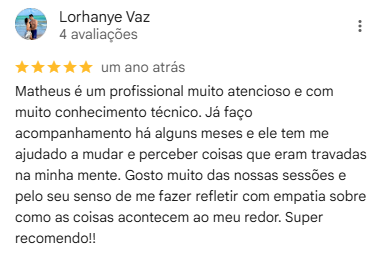 Lorhanye Vaz
4 avaliações
um ano atrás
Matheus é um profissional muito atencioso e com
muito conhecimento técnico. Já faço
acompanhamento há alguns meses e ele tem me
ajudado a mudar e perceber coisas que eram travadas
na minha mente. Gosto muito das nossas sessões e
pelo seu senso de me fazer refletir com empatia sobre
como as coisas acontecem ao meu redor. Super
recomendo!!